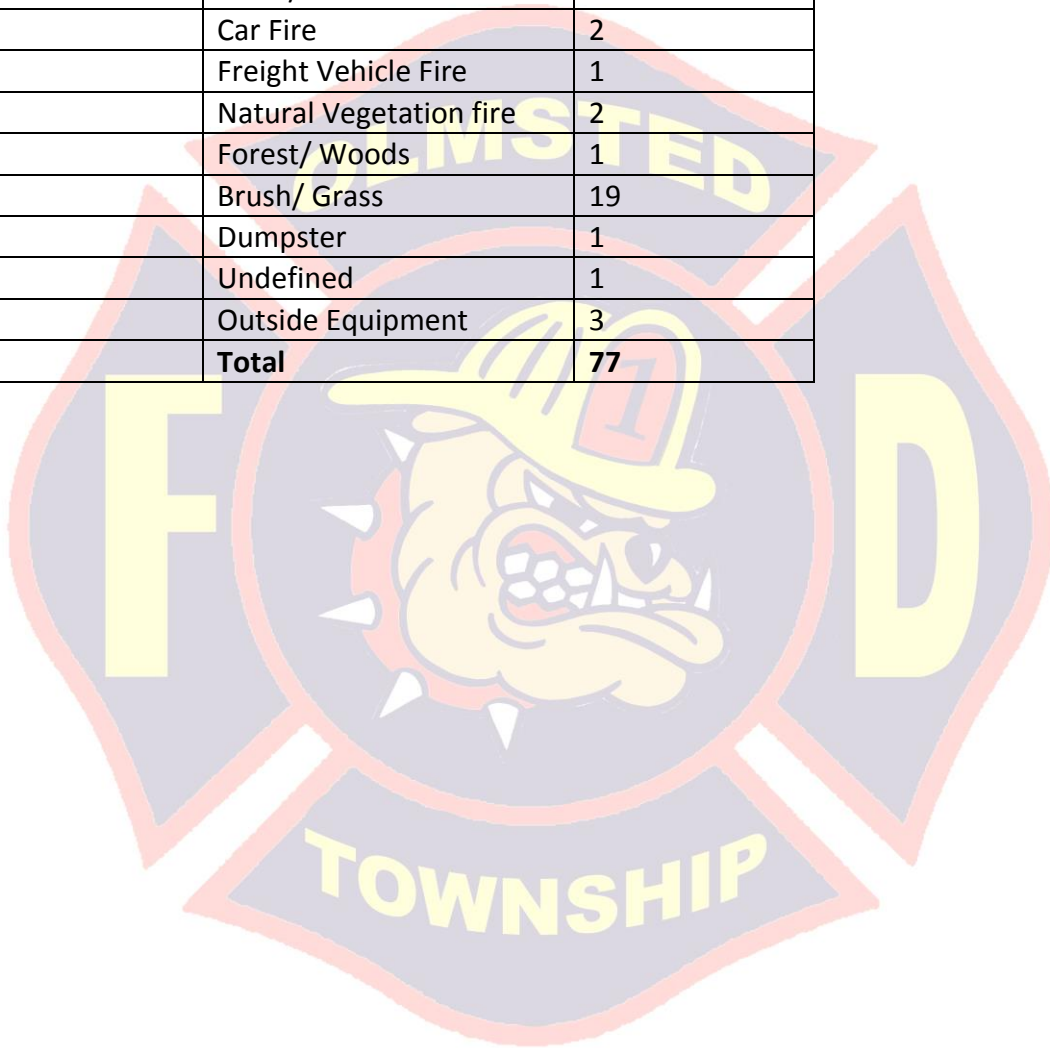 Car Fire 2
Freight Vehicle Fire 1
Natural Vegetation fire 2
Forest/ Woods 1
Brush/ Grass 19
Dumpster 1
Undefined 1
Outside Equipment 3
Total 77
OLMSTED
1
F D
TOWNSHIP